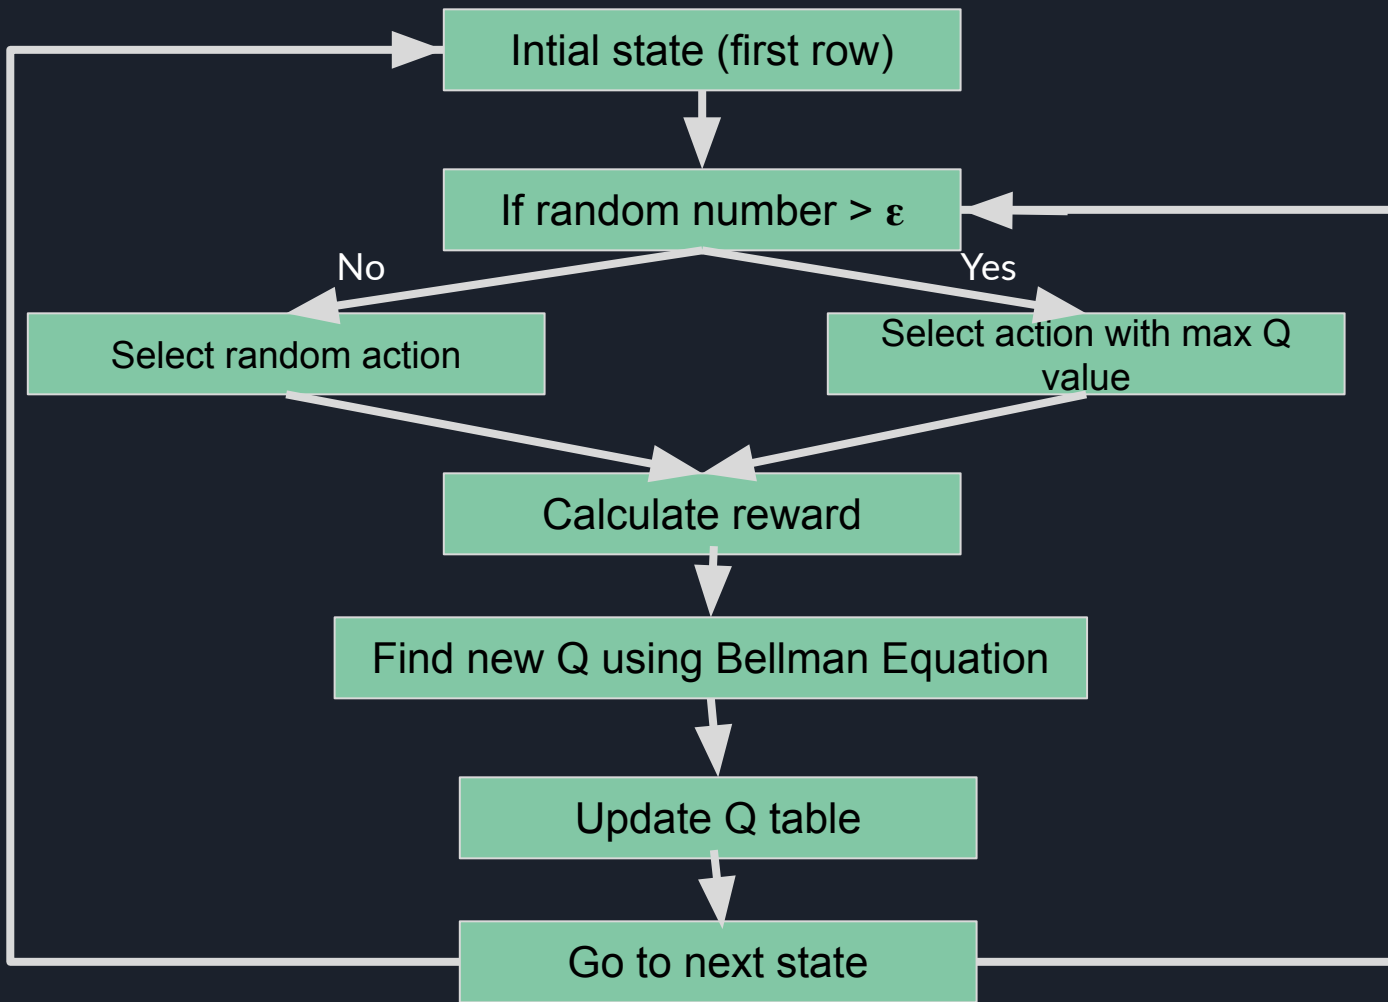 Intial state (first row)
If random number > ε
No
Yes
Select random action
Select action with max Q
value
Calculate reward
Find new Q using Bellman Equation
Update Q table
Go to next state